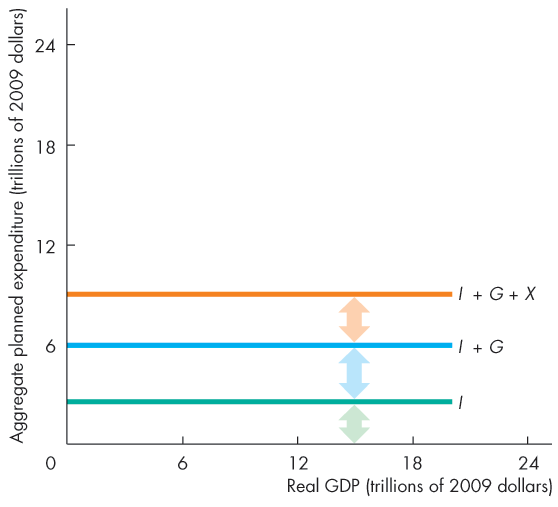 Aggregate planned expenditure (trillions of 2009 dollars)
24
18
12
6
I + G + X
I + G
I
0 6 12 18 24
Real GDP (trillions of 2009 dollars)